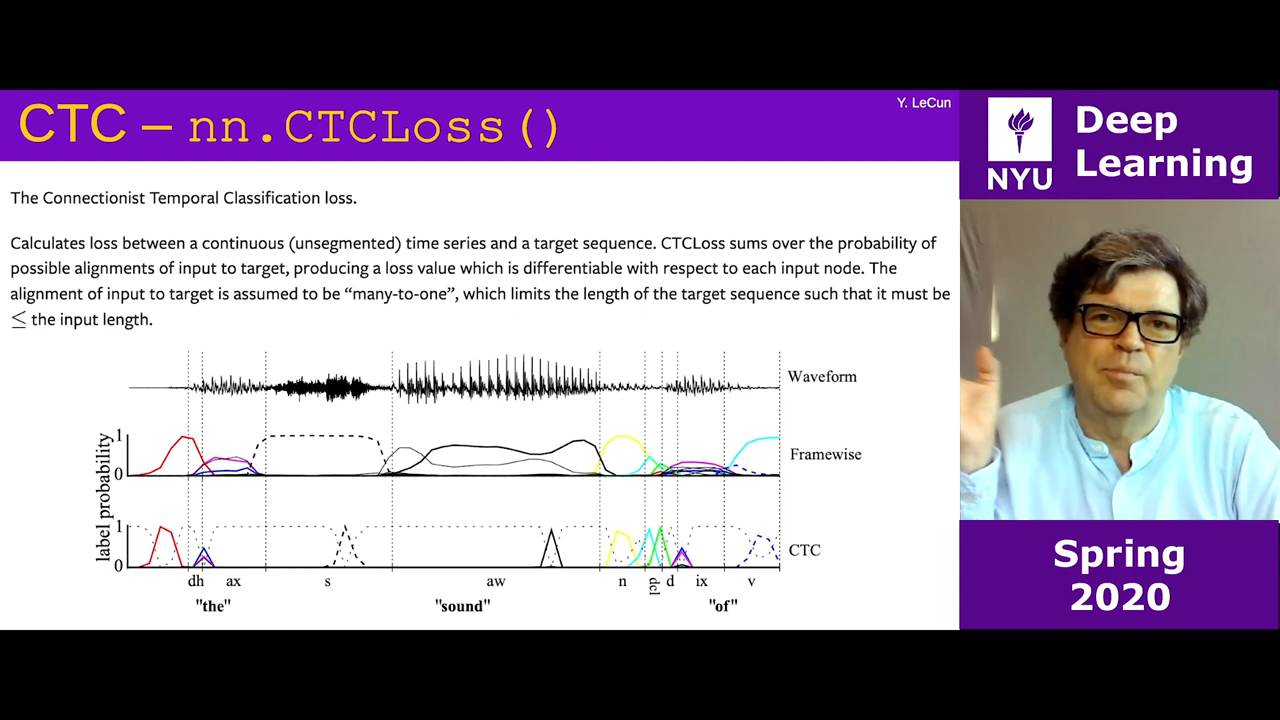 CTC – nn.CTCLoss()
Y. LeCun
The Connectionist Temporal Classification loss.
Calculates loss between a continuous (unsegmented) time series and a target sequence. CTCLoss sums over the probability of
possible alignments of input to target, producing a loss value which is differentiable with respect to each input node. The
alignment of input to target is assumed to be “many-to-one”, which limits the length of the target sequence such that it must be
≤ the input length.
Waveform
label probability
1
Framewise
0
1
CTC
0
dh ax s aw n dcl d ix v
"the" "sound" "of"
NYU
Deep
Learning
Spring
2020